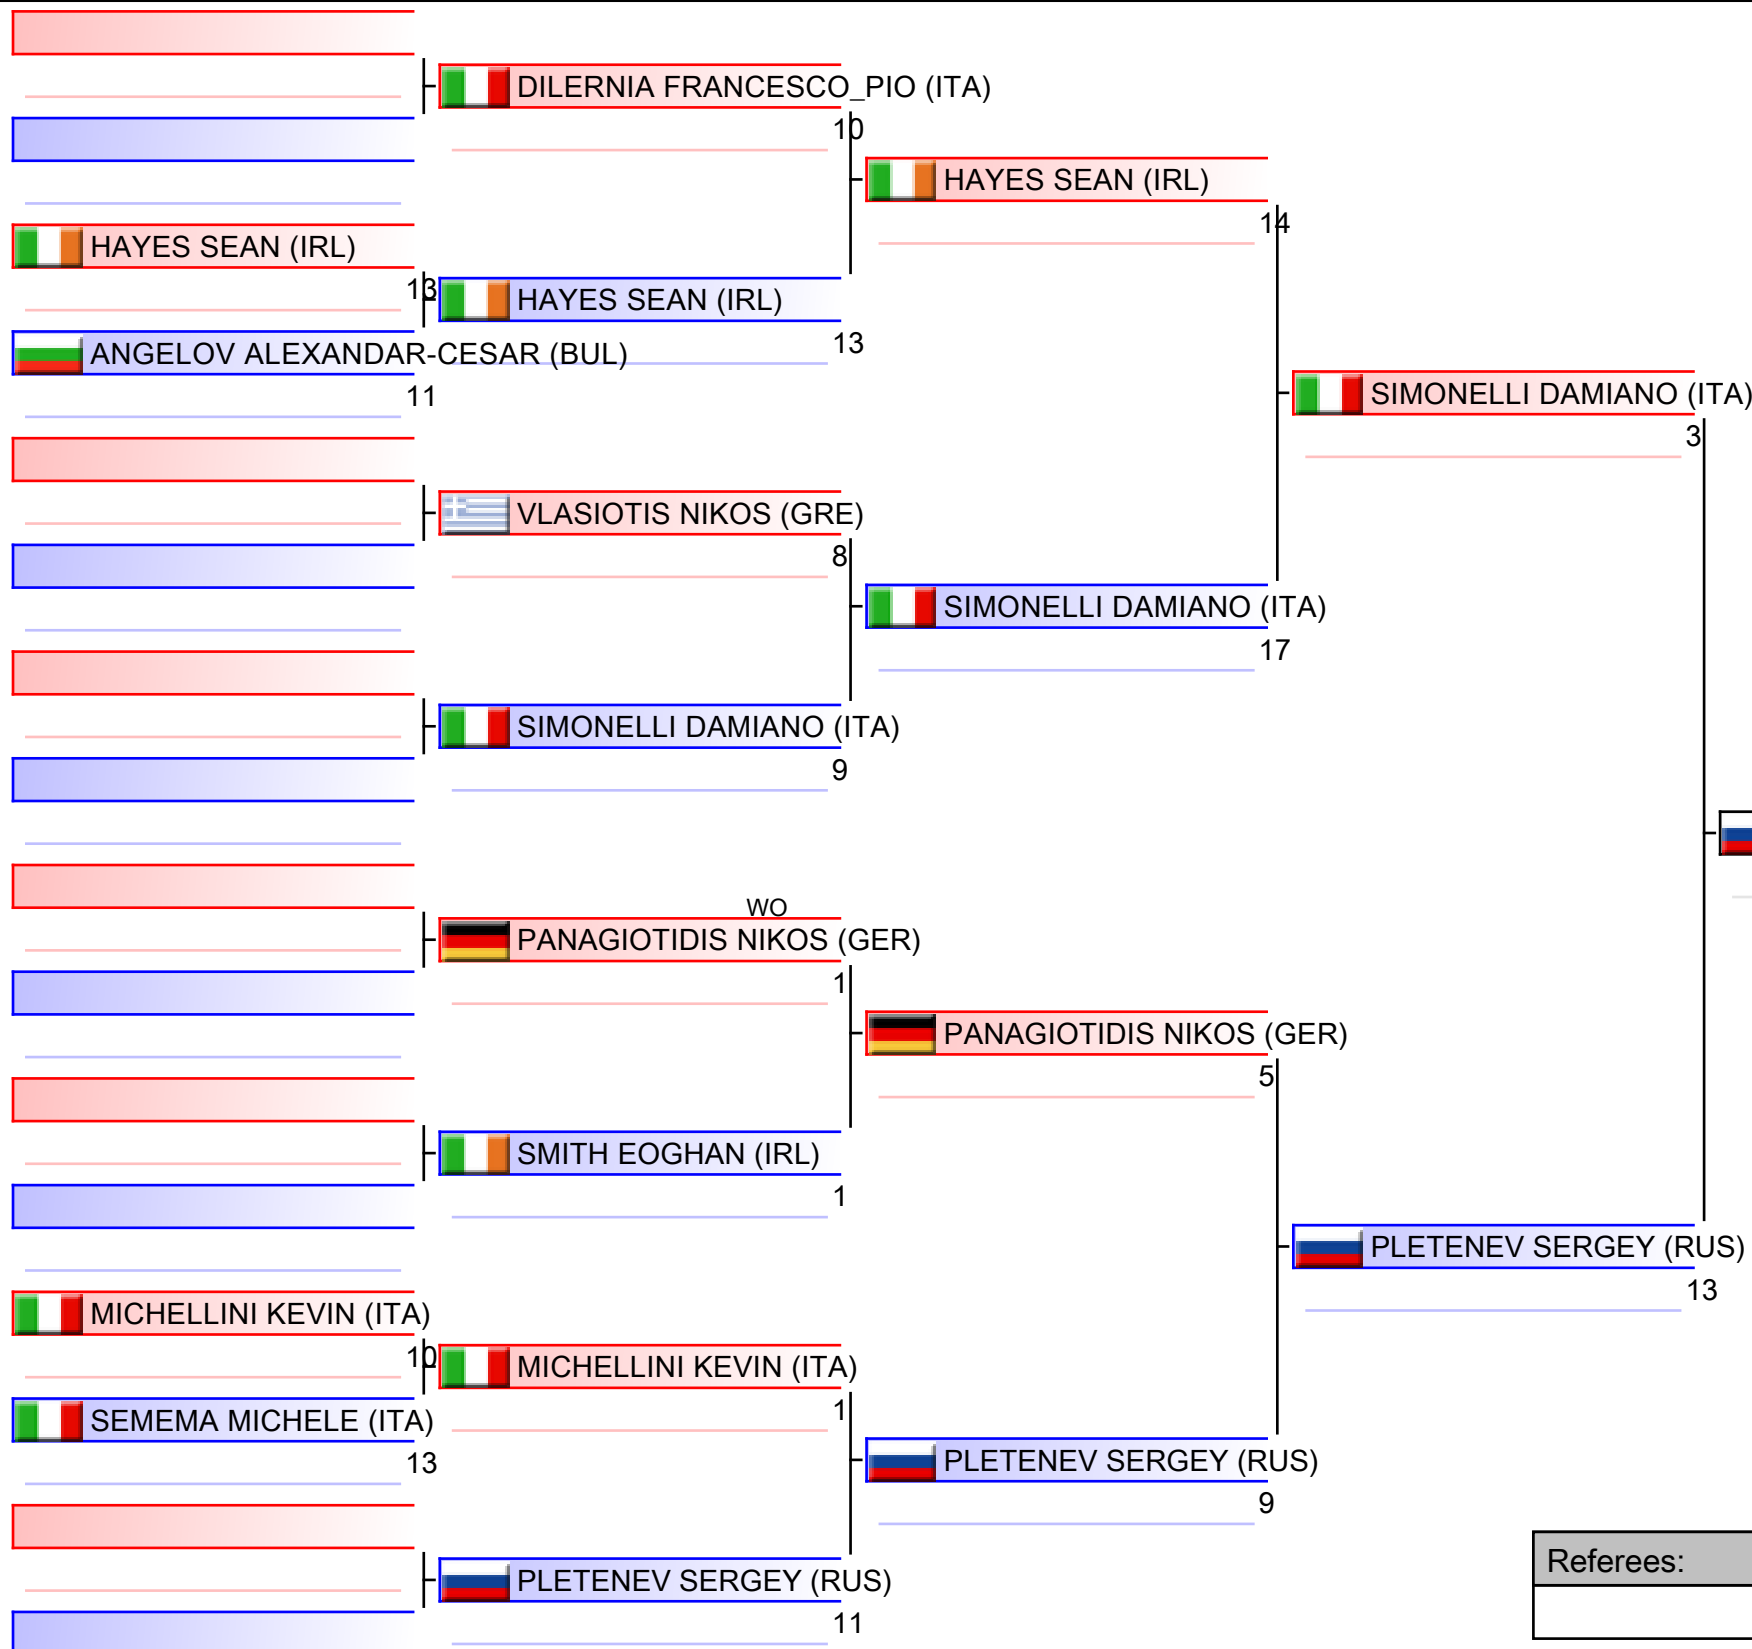 DILERNIA FRANCESCO_PIO (ITA)
10
HAYES SEAN (IRL)
14
HAYES SEAN (IRL)
13
HAYES SEAN (IRL)
13
ANGELOV ALEXANDAR-CESAR (BUL)
11
SIMONELLI DAMIANO (ITA)
3
VLASIOTIS NIKOS (GRE)
8
SIMONELLI DAMIANO (ITA)
17
SIMONELLI DAMIANO (ITA)
9
WO
PANAGIOTIDIS NIKOS (GER)
1
PANAGIOTIDIS NIKOS (GER)
5
SMITH EOGHAN (IRL)
1
PLETENEV SERGEY (RUS)
13
MICHELLINI KEVIN (ITA)
10
MICHELLINI KEVIN (ITA)
1
SEMEMA MICHELE (ITA)
13
PLETENEV SERGEY (RUS)
9
PLETENEV SERGEY (RUS)
11
Referees: